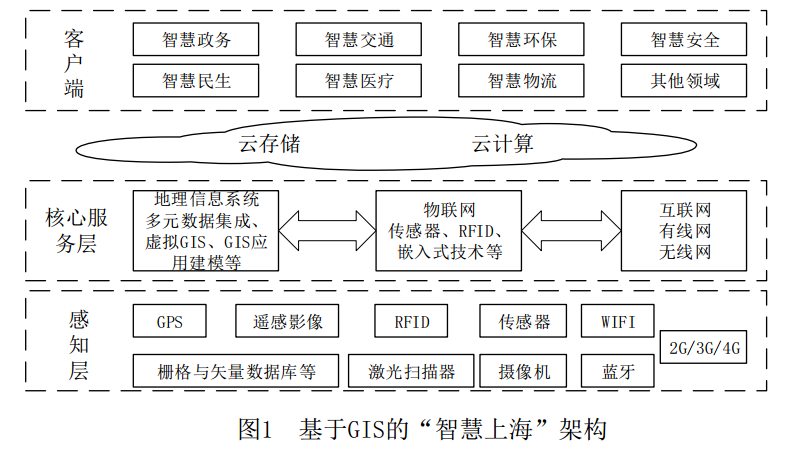 客户端
智慧政务 智慧交通 智慧环保 智慧安全
智慧民生 智慧医疗 智慧物流 其他领域
云存储 云计算
核心服务层
地理信息系统
多元数据集成、
虚拟GIS、GIS应
用建模等
物联网
传感器、RFID、
嵌入式技术等
互联网
有线网
无线网
感知层
GPS 遥感影像 RFID 传感器 WIFI
2G/3G/4G
栅格与矢量数据库等 激光扫描器 摄像机 蓝牙
图1 基于GIS的“智慧上海”架构